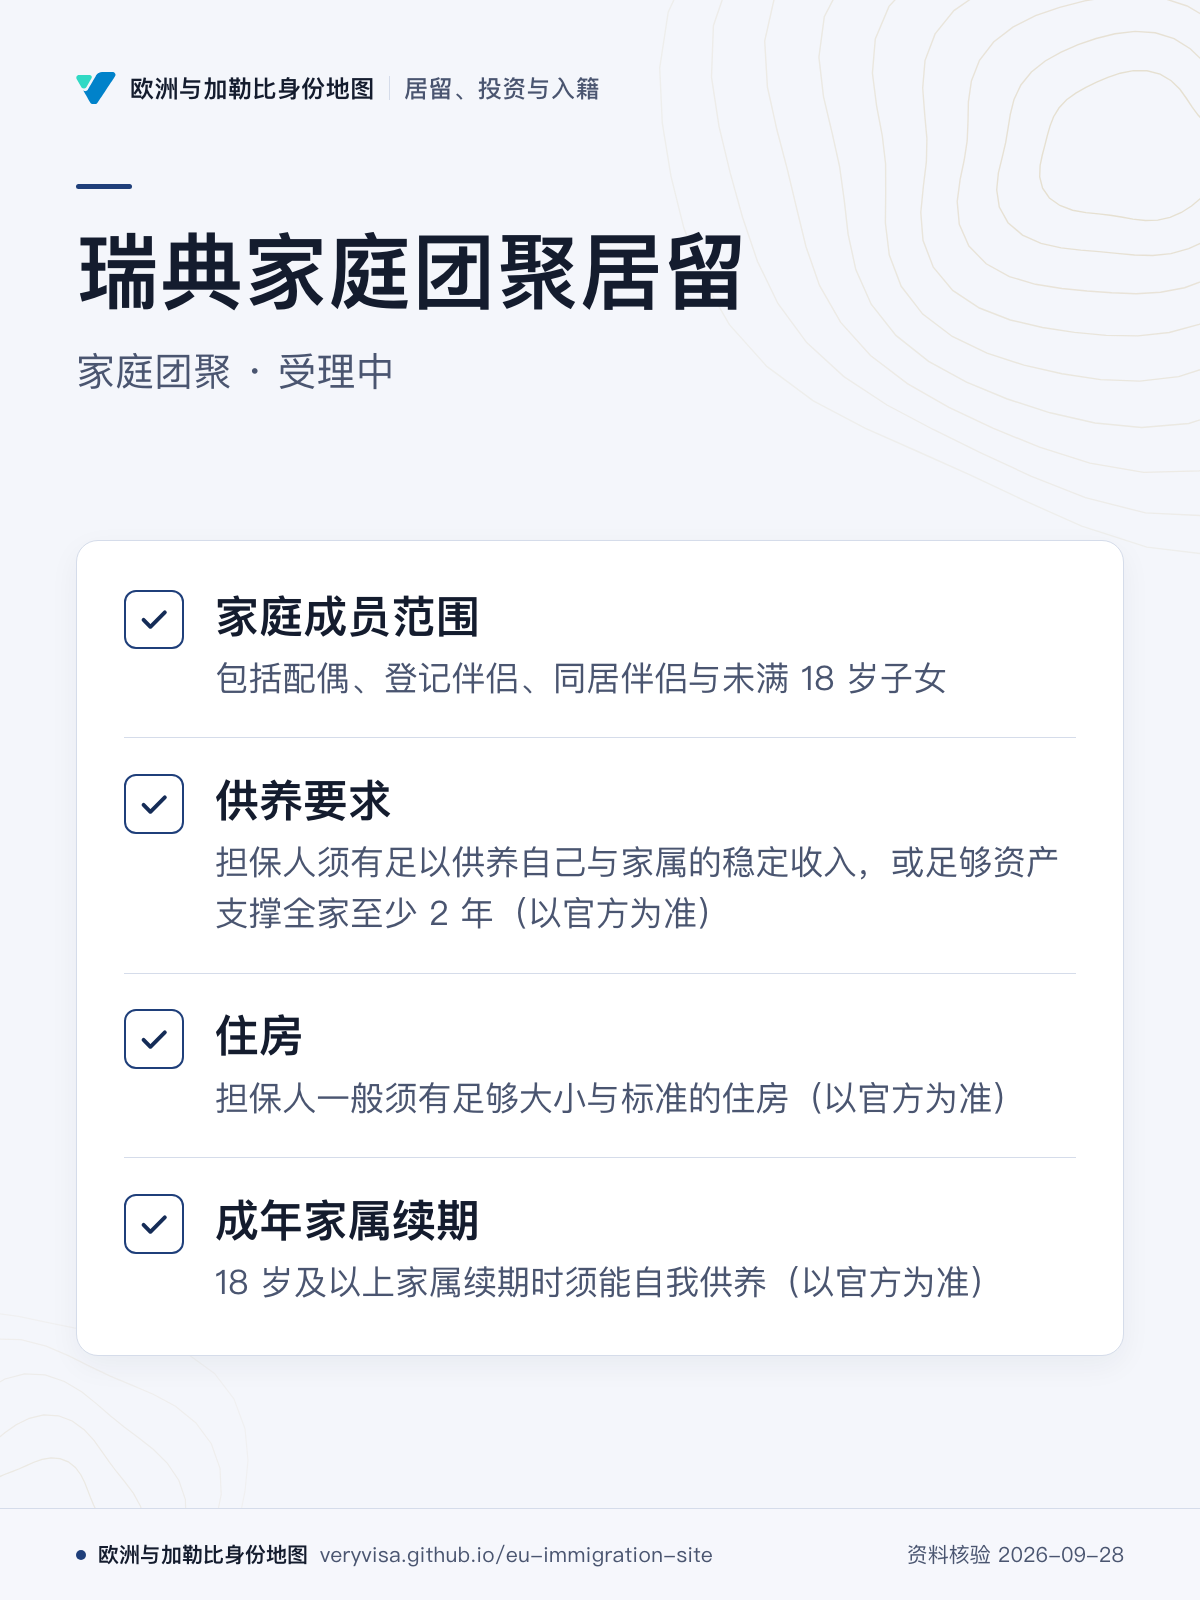 欧洲与加勒比身份地图 居留、投资与入籍
瑞典家庭团聚居留
家庭团聚 · 受理中
家庭成员范围
包括配偶、登记伴侣、同居伴侣与未满 18 岁子女
供养要求
担保人须有足以供养自己与家属的稳定收入，或足够资产
支撑全家至少 2 年（以官方为准）
住房
担保人一般须有足够大小与标准的住房（以官方为准）
成年家属续期
18 岁及以上家属续期时须能自我供养（以官方为准）
欧洲与加勒比身份地图 veryvisa.github.io/eu-immigration-site 资料核验 2026-09-28